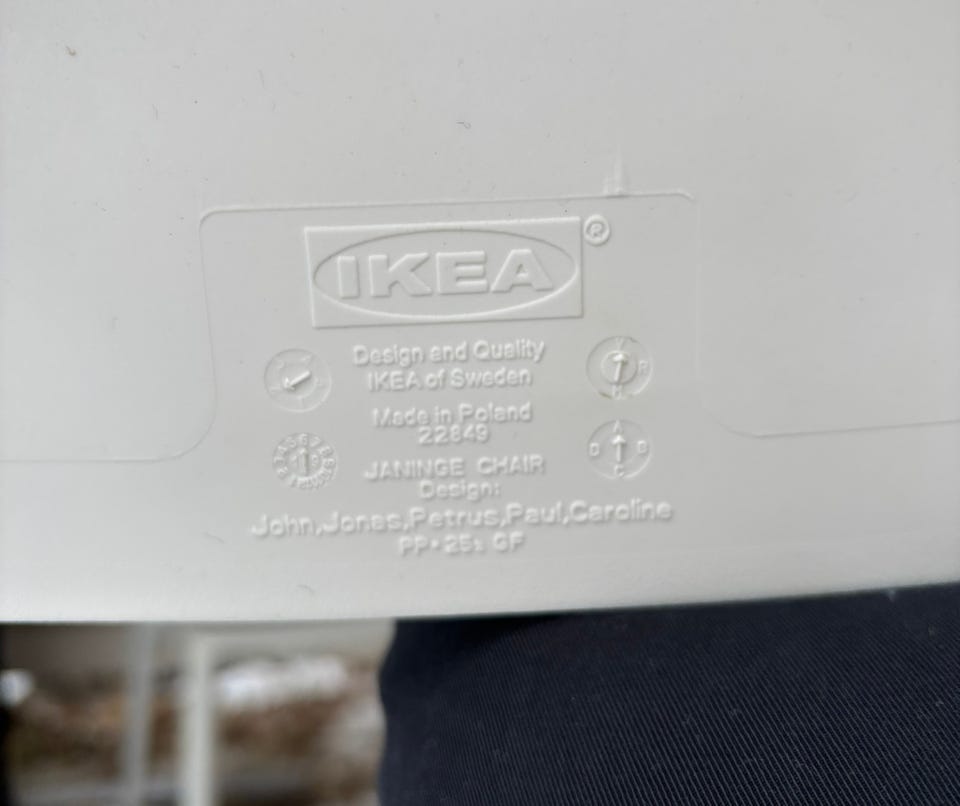 IKEA®
Design and Quality
IKEA of Sweden
Made in Poland
22849
JANINGE CHAIR
Design:
John,Jonas,Petrus,Paul,Caroline
PP
GF
A
D B
C